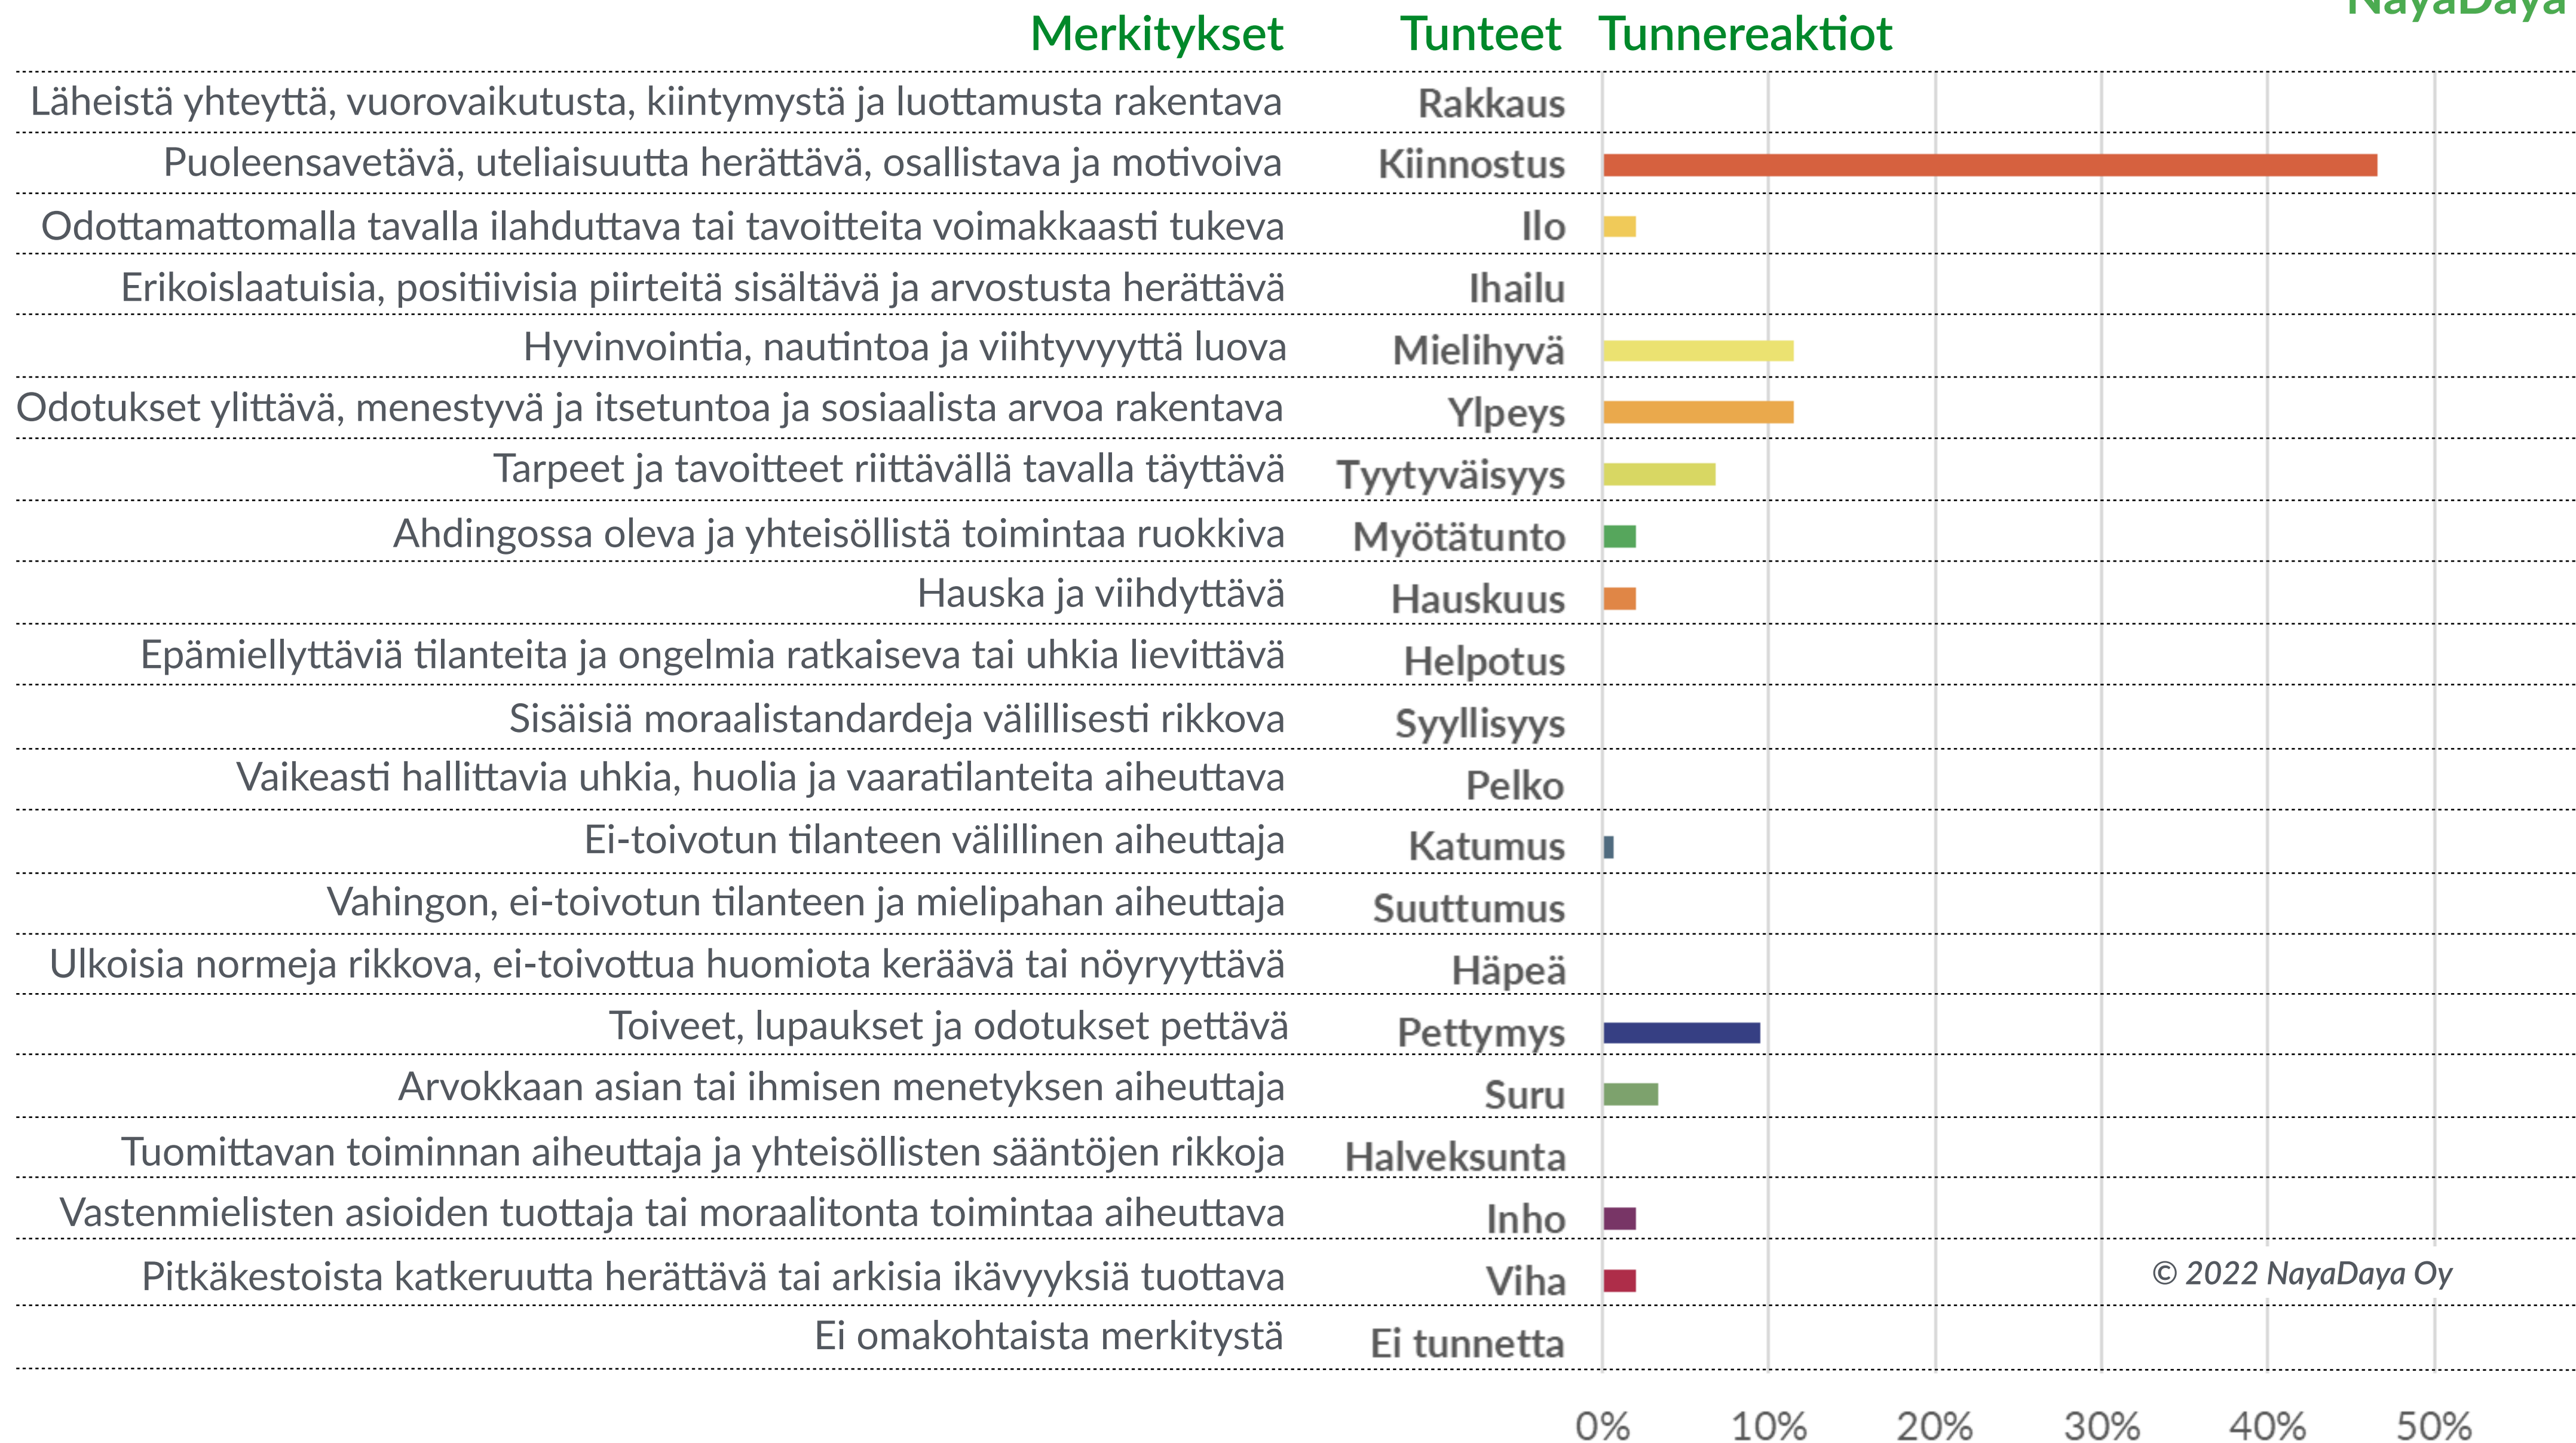 NayaDaya
Merkitykset Tunteet Tunnereaktiot
Läheistä yhteyttä, vuorovaikutusta, kiintymystä ja luottamusta rakentava Rakkaus
Puoleensavetävä, uteliaisuutta herättävä, osallistava ja motivoiva Kiinnostus
Odottamattomalla tavalla ilahduttava tai tavoitteita voimakkaasti tukeva Ilo
Erikoislaatuisia, positiivisia piirteitä sisältävä ja arvostusta herättävä Ihailu
Hyvinvointia, nautintoa ja viihtyvyyttä luova Mielihyvä
Odotukset ylittävä, menestyvä ja itsetuntoa ja sosiaalista arvoa rakentava Ylpeys
Tarpeet ja tavoitteet riittävällä tavalla täyttävä Tyytyväisyys
Ahdingossa oleva ja yhteisöllistä toimintaa ruokkiva Myötätunto
Hauska ja viihdyttävä Hauskuus
Epämiellyttäviä tilanteita ja ongelmia ratkaiseva tai uhkia lievittävä Helpotus
Sisäisiä moraalistandardeja välillisesti rikkova Syyllisyys
Vaikeasti hallittavia uhkia, huolia ja vaaratilanteita aiheuttava Pelko
Ei-toivotun tilanteen välillinen aiheuttaja Katumus
Vahingon, ei-toivotun tilanteen ja mielipahan aiheuttaja Suuttumus
Ulkoisia normeja rikkova, ei-toivottua huomiota keräävä tai nöyryyttävä Häpeä
Toiveet, lupaukset ja odotukset pettävä Pettymys
Arvokkaan asian tai ihmisen menetyksen aiheuttaja Suru
Tuomittavan toiminnan aiheuttaja ja yhteisöllisten sääntöjen rikkoja Halveksunta
Vastenmielisten asioiden tuottaja tai moraalitonta toimintaa aiheuttava Inho
Pitkäkestoista katkeruutta herättävä tai arkisia ikävyyksiä tuottava Viha © 2022 NayaDaya Oy
Ei omakohtaista merkitystä Ei tunnetta
0% 10% 20% 30% 40% 50%